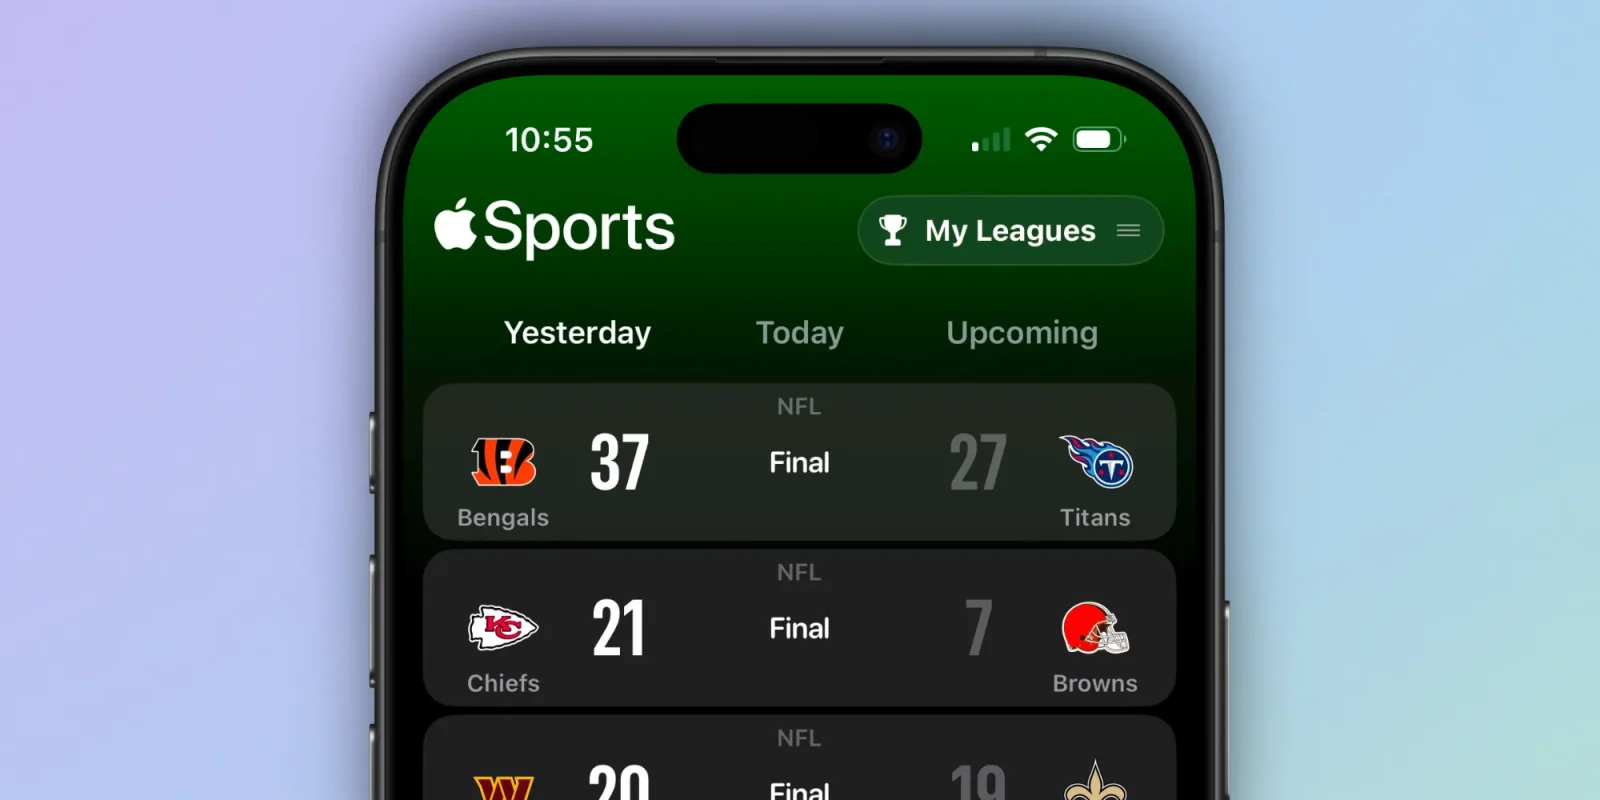 10:55
Sports
My Leagues
Yesterday Today Upcoming
NFL
37 Final 27
Bengals Titans
NFL
21 Final 7
Chiefs Browns
NFL
20 Final 19